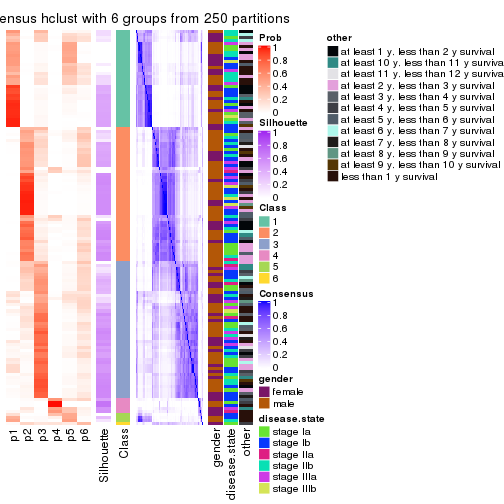 ensus hclust with 6 groups from 250 partitions
Prob
1
0.8
0.6
0.4
0.2
0
Silhouette
1
0.8
0.6
0.4
0.2
0
Class
1
2
3
4
5
6
Consensus
1
0.8
0.6
0.4
0.2
0
gender
female
male
disease.state
stage Ia
stage Ib
stage IIa
stage IIb
stage IIIa
stage IIIb
other
at least 1 y. less than 2 y survival
at least 10 y. less than 11 y survival
at least 11 y. less than 12 y surviva
at least 2 y. less than 3 y survival
at least 3 y. less than 4 y survival
at least 4 y. less than 5 y survival
at least 5 y. less than 6 y survival
at least 6 y. less than 7 y survival
at least 7 y. less than 8 y survival
at least 8 y. less than 9 y survival
at least 9 y. less than 10 y survival
less than 1 y survival
p1
p2
p3
p4
p5
p6
Silhouette
Class
gender
disease.state
other